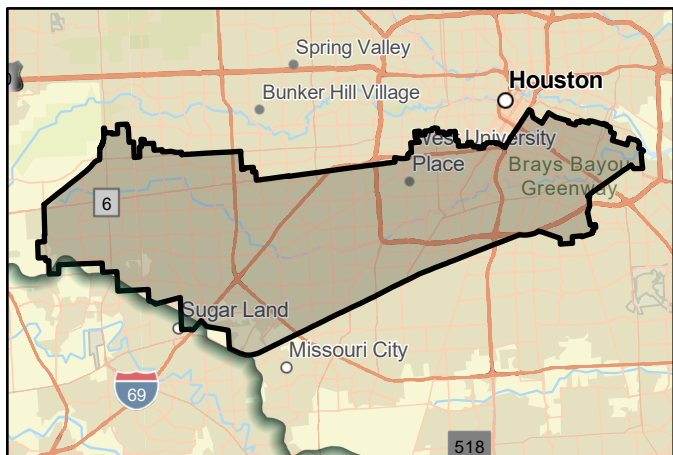 Spring Valley
Houston
Bunker Hill Village
West University
Place
Brays Bayou
Greenway
6
Sugar Land
Missouri City
69
518